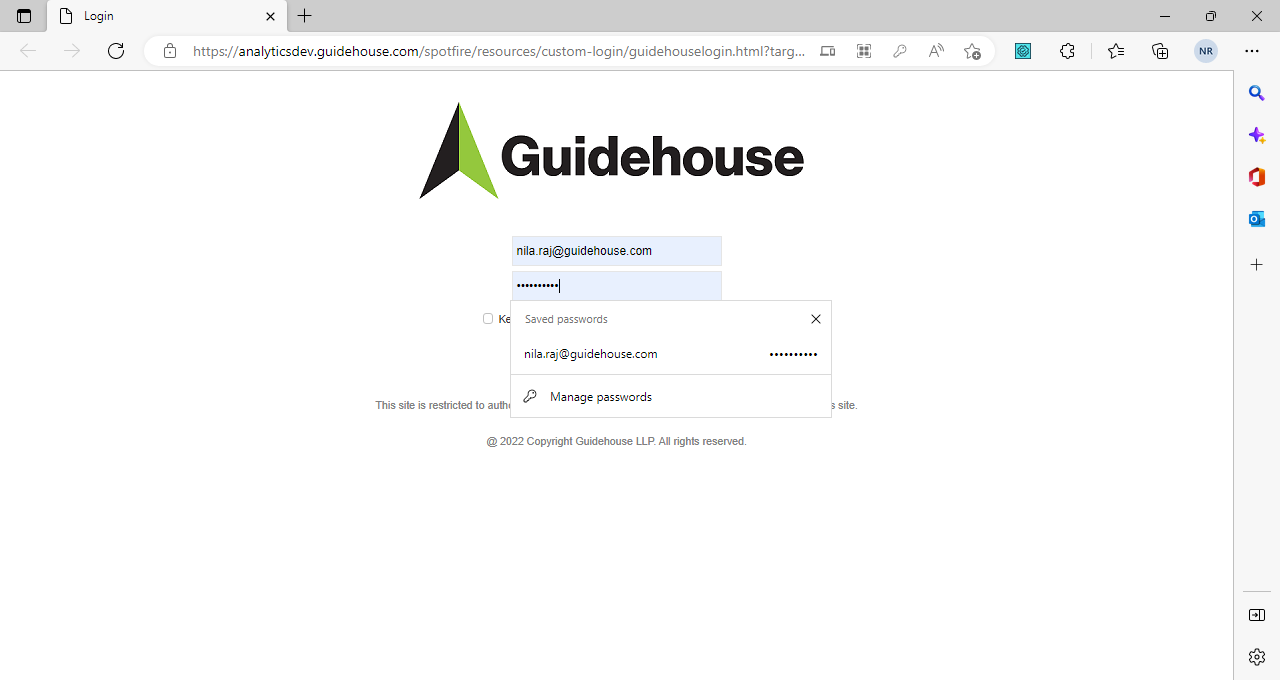 Login
https://analyticsdev.guidehouse.com/spotfire/resources/custom-login/guidehouselogin.html?targ...
NR
Guidehouse
nila.raj@guidehouse.com
••••••••••
Ke
Saved passwords
nila.raj@guidehouse.com ••••••••••
Manage passwords
This site is restricted to autho s site.
@ 2022 Copyright Guidehouse LLP. All rights reserved.